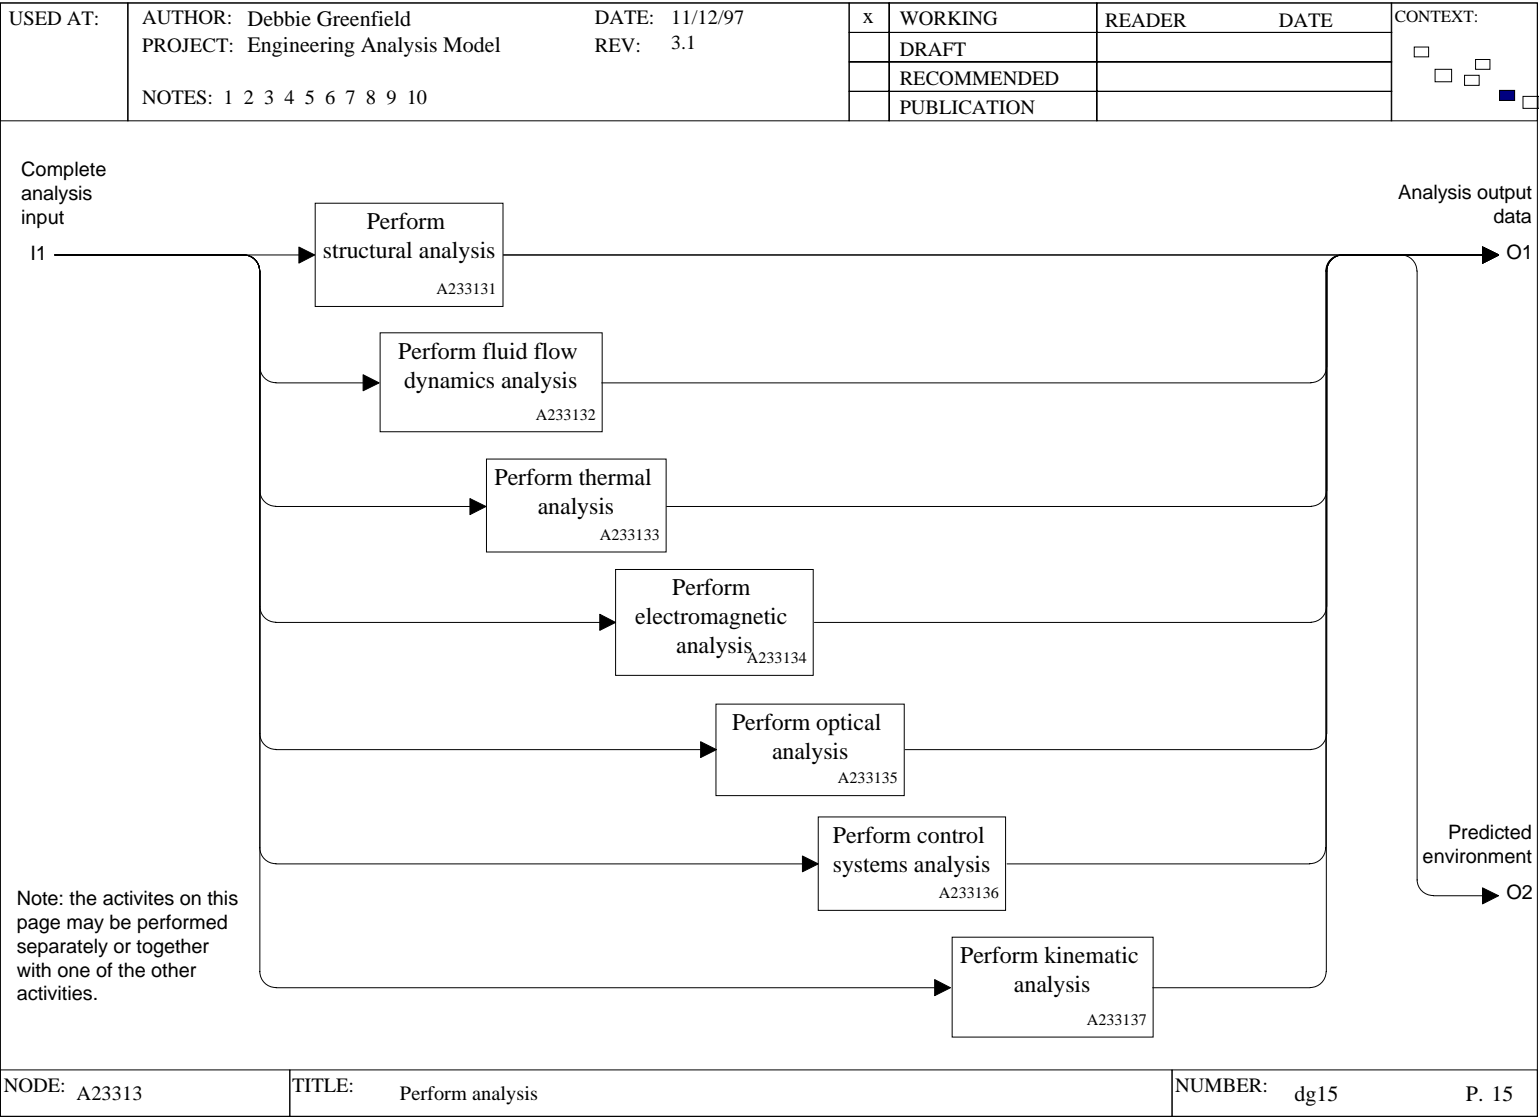 USED AT:
AUTHOR: Debbie Greenfield
DATE: 11/12/97
PROJECT: Engineering Analysis Model
REV: 3.1
NOTES: 1 2 3 4 5 6 7 8 9 10
x WORKING
DRAFT
RECOMMENDED
PUBLICATION
READER DATE
CONTEXT:
Complete
analysis
input
I1
Perform
structural analysis
A233131
Analysis output
data
O1
Perform fluid flow
dynamics analysis
A233132
Perform thermal
analysis
A233133
Perform
electromagnetic
analysis
A233134
Perform optical
analysis
A233135
Perform control
systems analysis
A233136
Predicted
environment
O2
Note: the activites on this
page may be performed
separately or together
with one of the other
activities.
Perform kinematic
analysis
A233137
NODE: A23313
TITLE: Perform analysis
NUMBER: dg15
P. 15